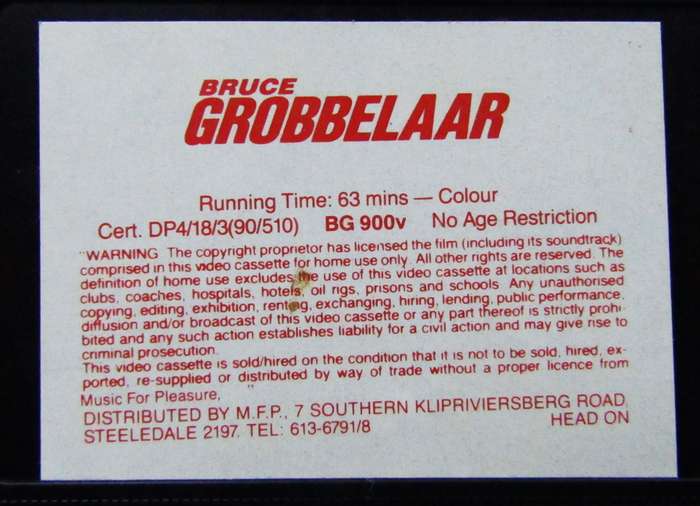 BRUCE
GROBBELAAR
Running Time: 63 mins — Colour
Cert. DP4/18/3(90/510) BG 900v No Age Restriction
"WARNING The copyright proprietor has licensed the film (including its soundtrack)
comprised in this video cassette for home use only. All other rights are reserved. The
definition of home use excludes the use of this video cassette at locations such as
clubs, coaches, hospitals, hotels, oil rigs, prisons and schools. Any unauthorised
copying, editing, exhibition, renting, exchanging, hiring, lending, public performance,
diffusion and/or broadcast of this video cassette or any part thereof is strictly prohi-
bited and any such action establishes liability for a civil action and may give rise to
criminal prosecution.
This video cassette is sold/hired on the condition that it is not to be sold, hired, ex-
ported, re-supplied or distributed by way of trade without a proper licence from
Music For Pleasure,
DISTRIBUTED BY M.F.P., 7 SOUTHERN KLIPRIVIERSBERG ROAD,
STEELEDALE 2197. TEL: 613-6791/8 HEAD ON